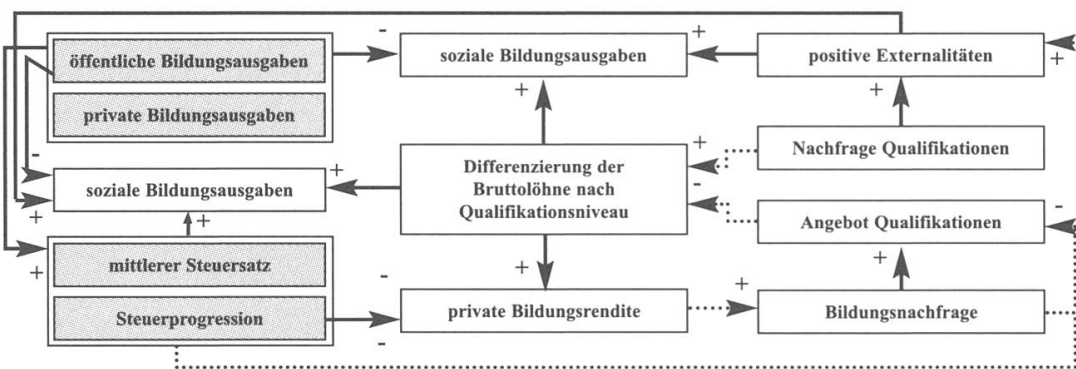 öffentliche Bildungsausgaben
private Bildungsausgaben
-
soziale Bildungsausgaben
+
positive Externalitäten
+
+
+
Nachfrage Qualifikationen
Differenzierung der
Bruttolöhne nach
Qualifikationsniveau
+
-
-
soziale Bildungsausgaben
+
+
+
Angebot Qualifikationen
-
mittlerer Steuersatz
+
Steuerprogression
-
-
+
private Bildungsrendite
+
+
Bildungsnachfrage